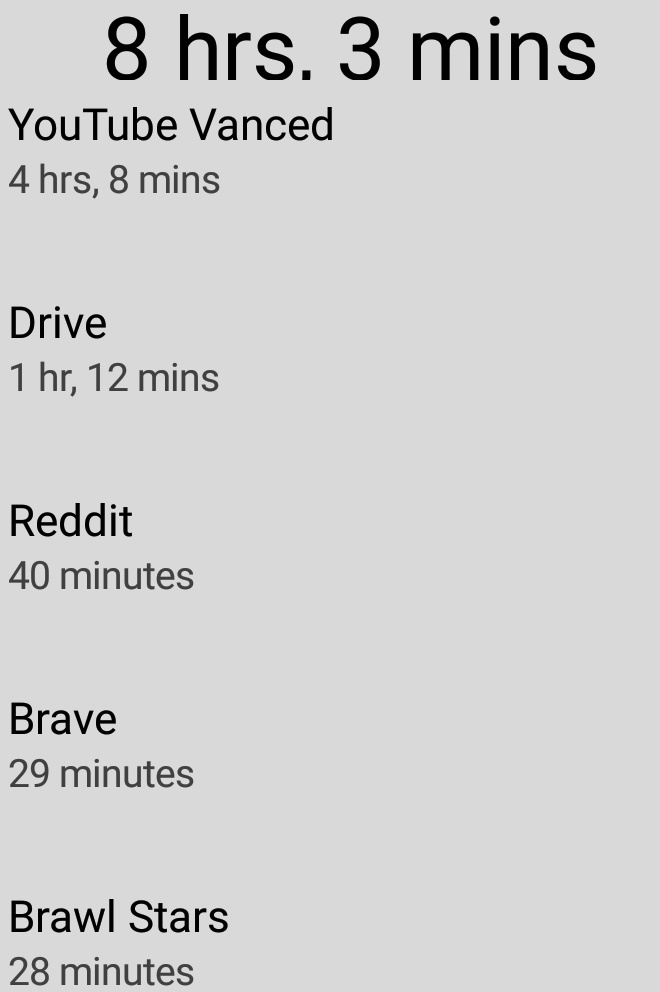 8 hrs. 3 mins
YouTube Vanced
4 hrs, 8 mins
Drive
1 hr, 12 mins
Reddit
40 minutes
Brave
29 minutes
Brawl Stars
28 minutes